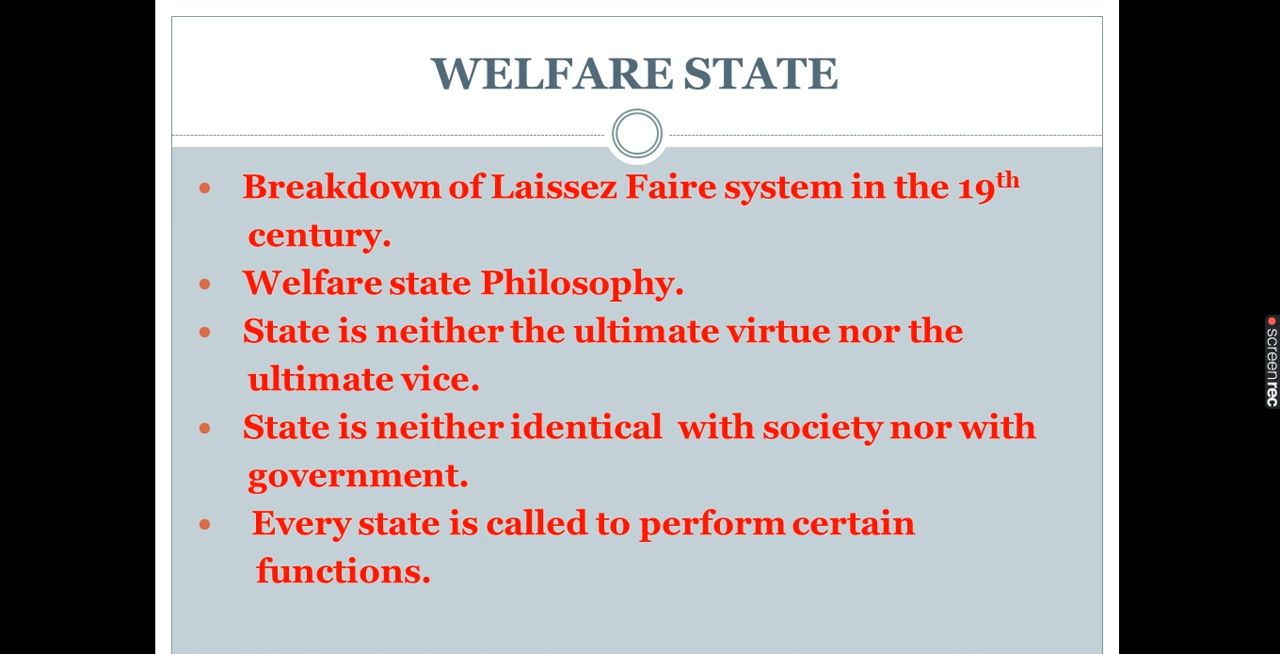 WELFARE STATE
• Breakdown of Laissez Faire system in the 19th
century.
• Welfare state Philosophy.
• State is neither the ultimate virtue nor the
ultimate vice.
• State is neither identical with society nor with
government.
• Every state is called to perform certain
functions.
screenrec